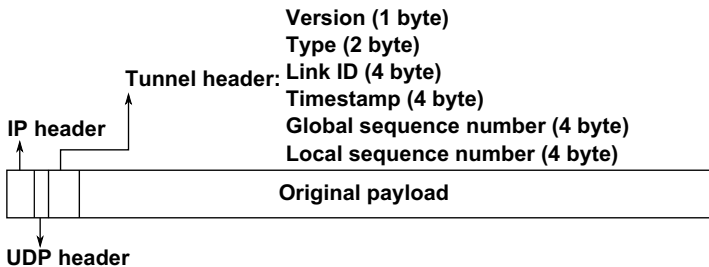 Version (1 byte)
Type (2 byte)
Tunnel header: Link ID (4 byte)
Timestamp (4 byte)
Global sequence number (4 byte)
Local sequence number (4 byte)
IP header
Original payload
UDP header